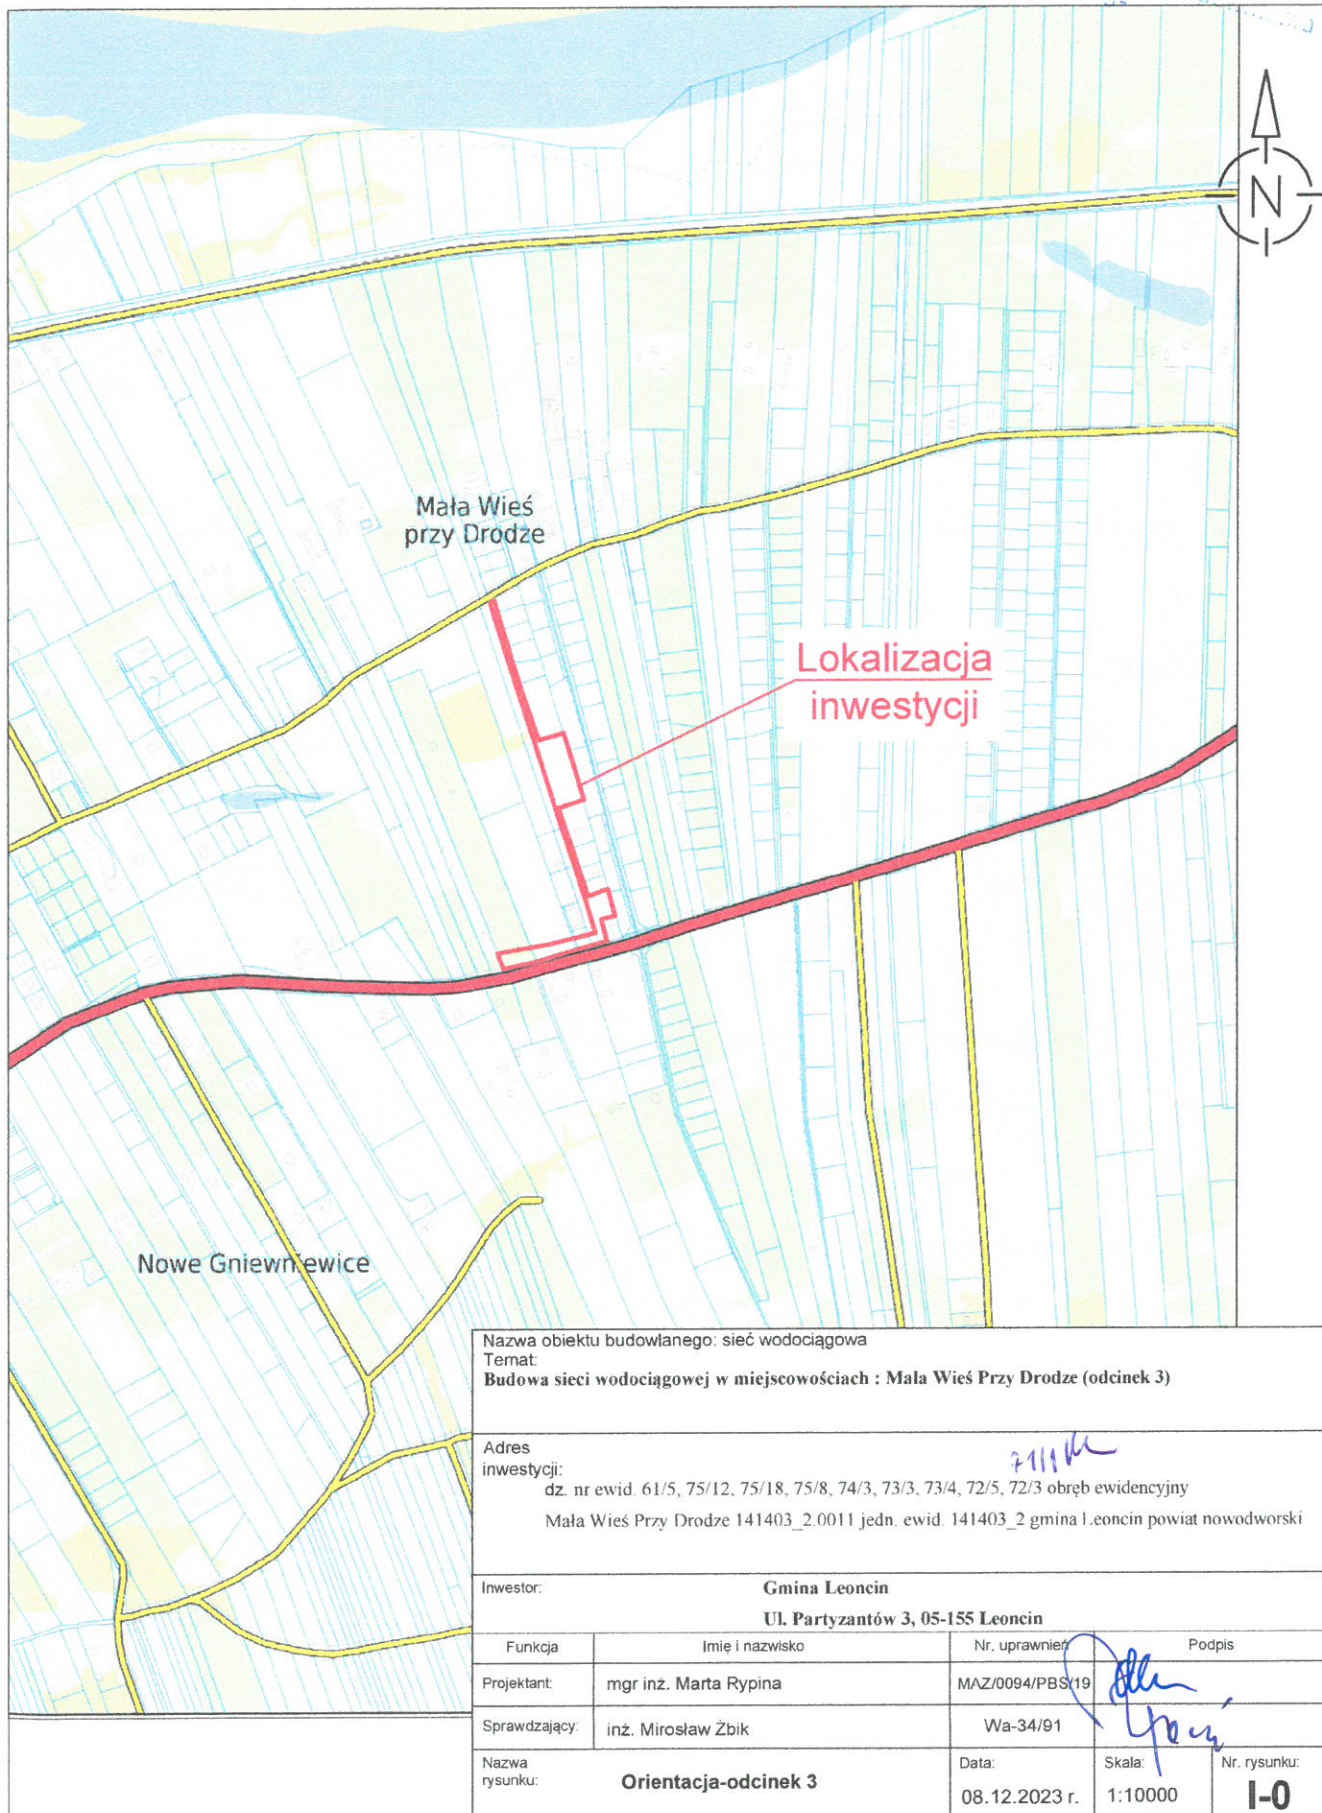 N
Mała Wieś
przy Drodze
Lokalizacja
inwestycji
Nowe Gniewniewice
Nazwa obiektu budowlanego: sieć wodociągowa
Temat:
Budowa sieci wodociągowej w miejscowościach : Mała Wieś Przy Drodze (odcinek 3)
Adres
inwestycji:
dz. nr ewid. 61/5, 75/12, 75/18, 75/8, 74/3, 73/3, 73/4, 72/5, 72/3 obręb ewidencyjny
Mała Wieś Przy Drodze 141403_2.0011 jedn. ewid. 141403_2 gmina Leoncin powiat nowodworski
Inwestor:
Gmina Leoncin
Ul. Partyzantów 3, 05-155 Leoncin
Funkcja Imię i nazwisko Nr. uprawnień Podpis
Projektant: mgr inż. Marta Rypina MAZ/0094/PBS/19
Sprawdzający: inż. Mirosław Żbik Wa-34/91
Nazwa
rysunku:
Orientacja-odcinek 3
Data:
08.12.2023 r.
Skala:
1:10000
Nr. rysunku:
I-0